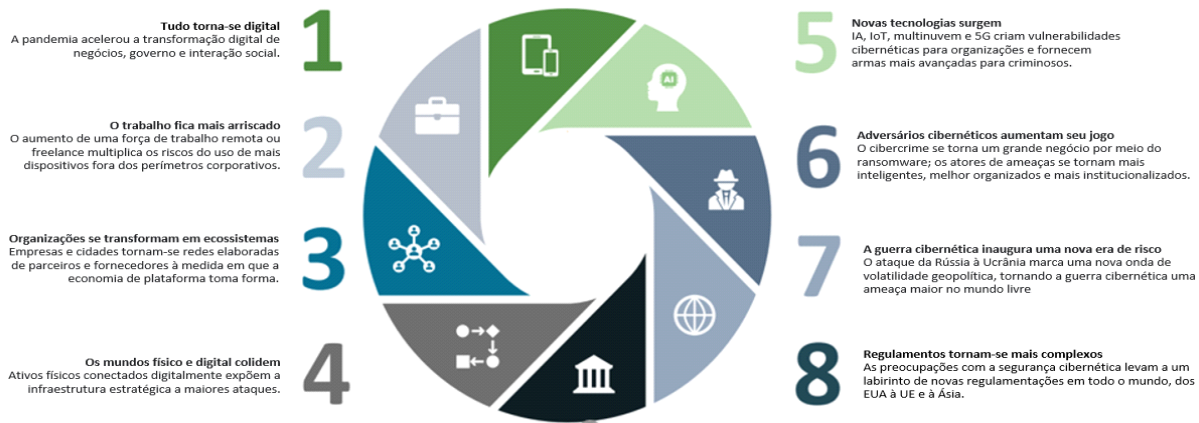 1
Tudo torna-se digital
A pandemia acelerou a transformação digital de
negócios, governo e interação social.
2
O trabalho fica mais arriscado
O aumento de uma força de trabalho remota ou
freelance multiplica os riscos do uso de mais
dispositivos fora dos perímetros corporativos.
3
Organizações se transformam em ecossistemas
Empresas e cidades tornam-se redes elaboradas
de parceiros e fornecedores à medida em que a
economia de plataforma toma forma.
4
Os mundos físico e digital colidem
Ativos físicos conectados digitalmente expõem a
infraestrutura estratégica a maiores ataques.
AI
5
Novas tecnologias surgem
IA, IoT, multinuvem e 5G criam vulnerabilidades
cibernéticas para organizações e fornecem
armas mais avançadas para criminosos.
6
Adversários cibernéticos aumentam seu jogo
O cibercrime se torna um grande negócio por meio do
ransomware; os atores de ameaças se tornam mais
inteligentes, melhor organizados e mais institucionalizados.
7
A guerra cibernética inaugura uma nova era de risco
O ataque da Rússia à Ucrânia marca uma nova onda de
volatilidade geopolítica, tornando a guerra cibernética uma
ameaça maior no mundo livre
8
Regulamentos tornam-se mais complexos
As preocupações com a segurança cibernética levam a um
labirinto de novas regulamentações em todo o mundo, dos
EUA à UE e à Ásia.